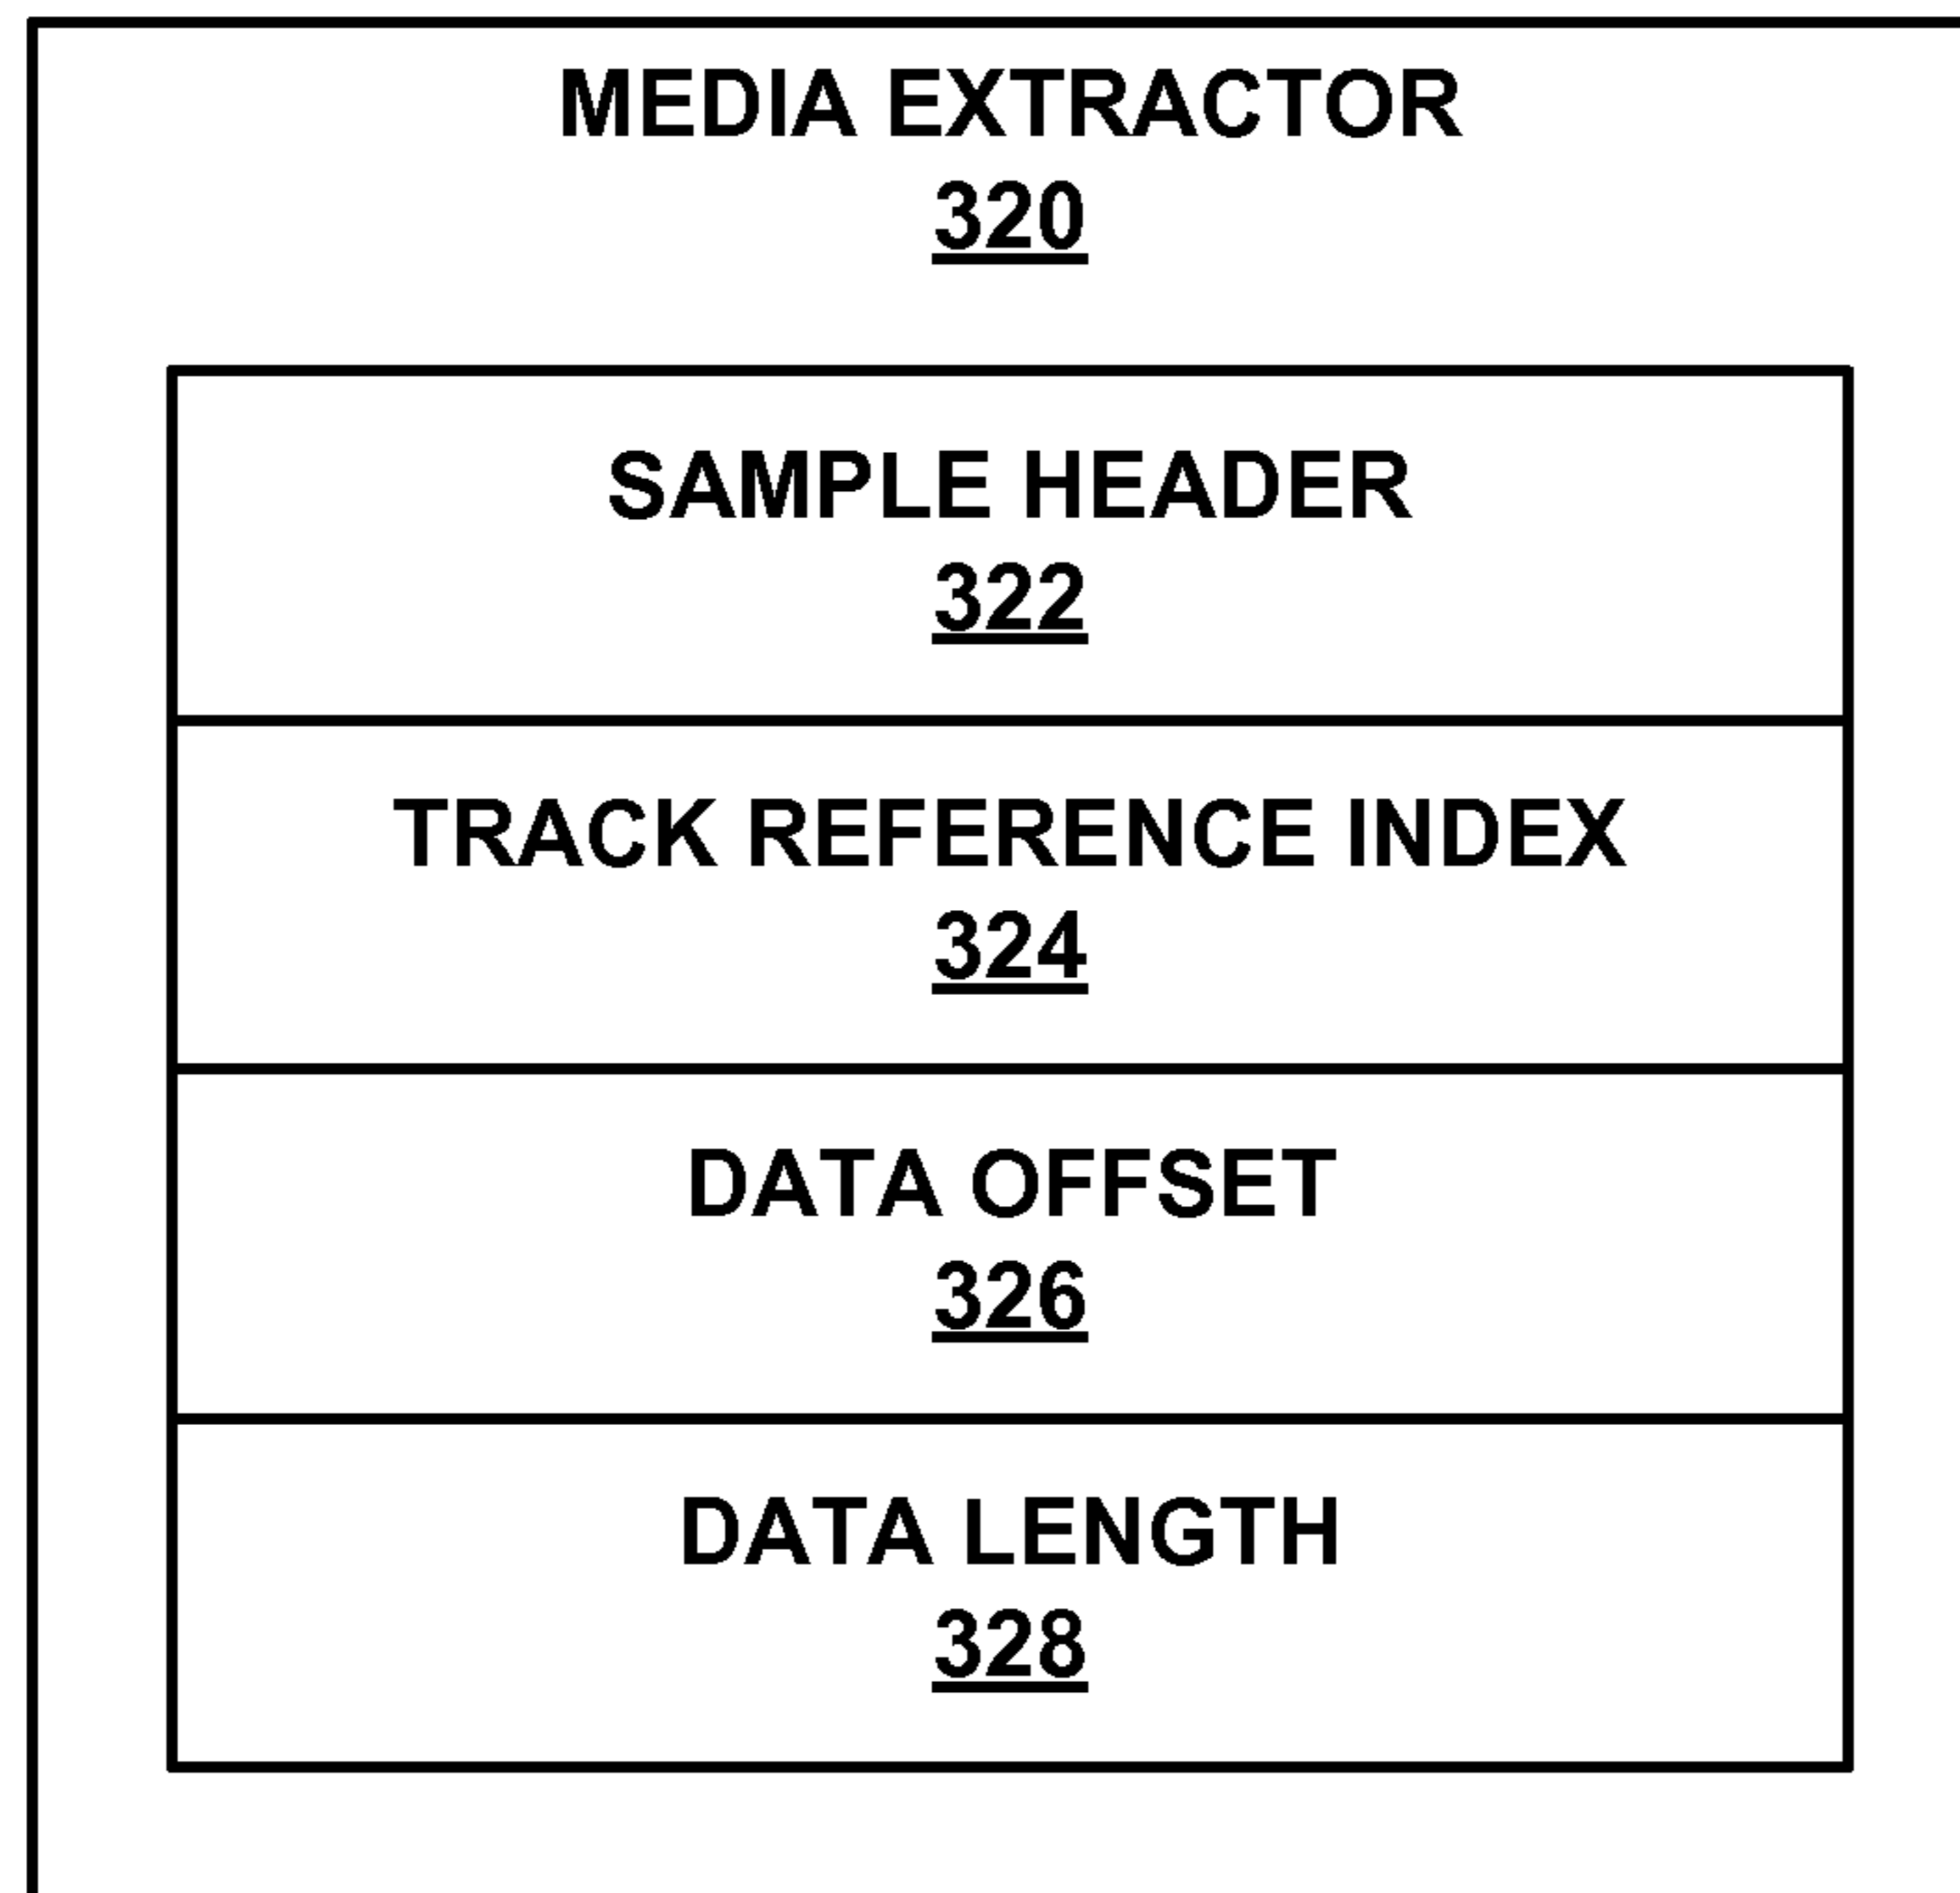 MEDIA EXTRACTOR
320
SAMPLE HEADER
322
TRACK REFERENCE INDEX
324
DATA OFFSET
326
DATA LENGTH
328